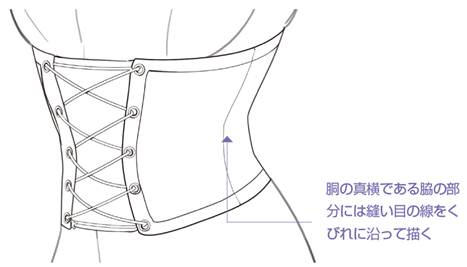 胴の真横である脇の部
分には縫い目の線をく
びれに沿って描く